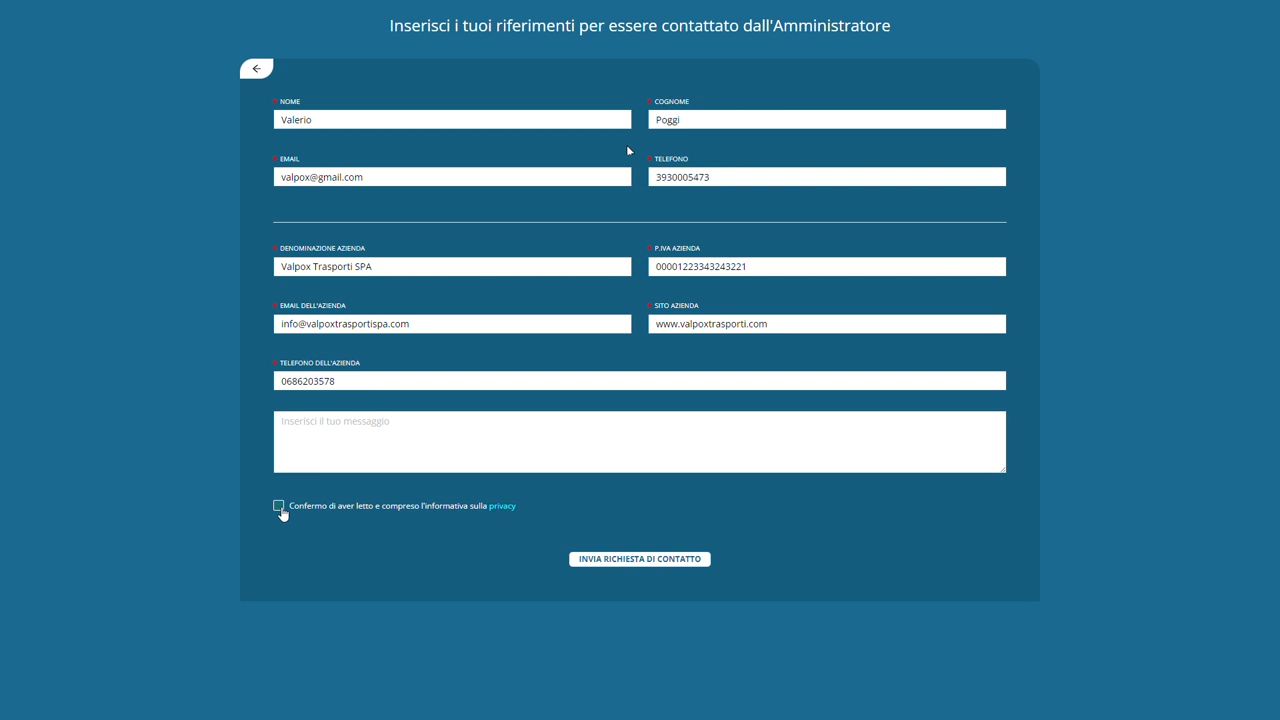 Inserisci i tuoi riferimenti per essere contattato dall'Amministratore
* NOME
Valerio
* COGNOME
Poggi
* EMAIL
valpox@gmail.com
* TELEFONO
3930005473
* DENOMINAZIONE AZIENDA
Valpox Trasporti SPA
* P.IVA AZIENDA
00001223343243221
* EMAIL DELL'AZIENDA
info@valpoxtrasportispa.com
* SITO AZIENDA
www.valpoxtrasporti.com
* TELEFONO DELL'AZIENDA
0686203578
Inserisci il tuo messaggio
Confermo di aver letto e compreso l'informativa sulla privacy
INVIA RICHIESTA DI CONTATTO